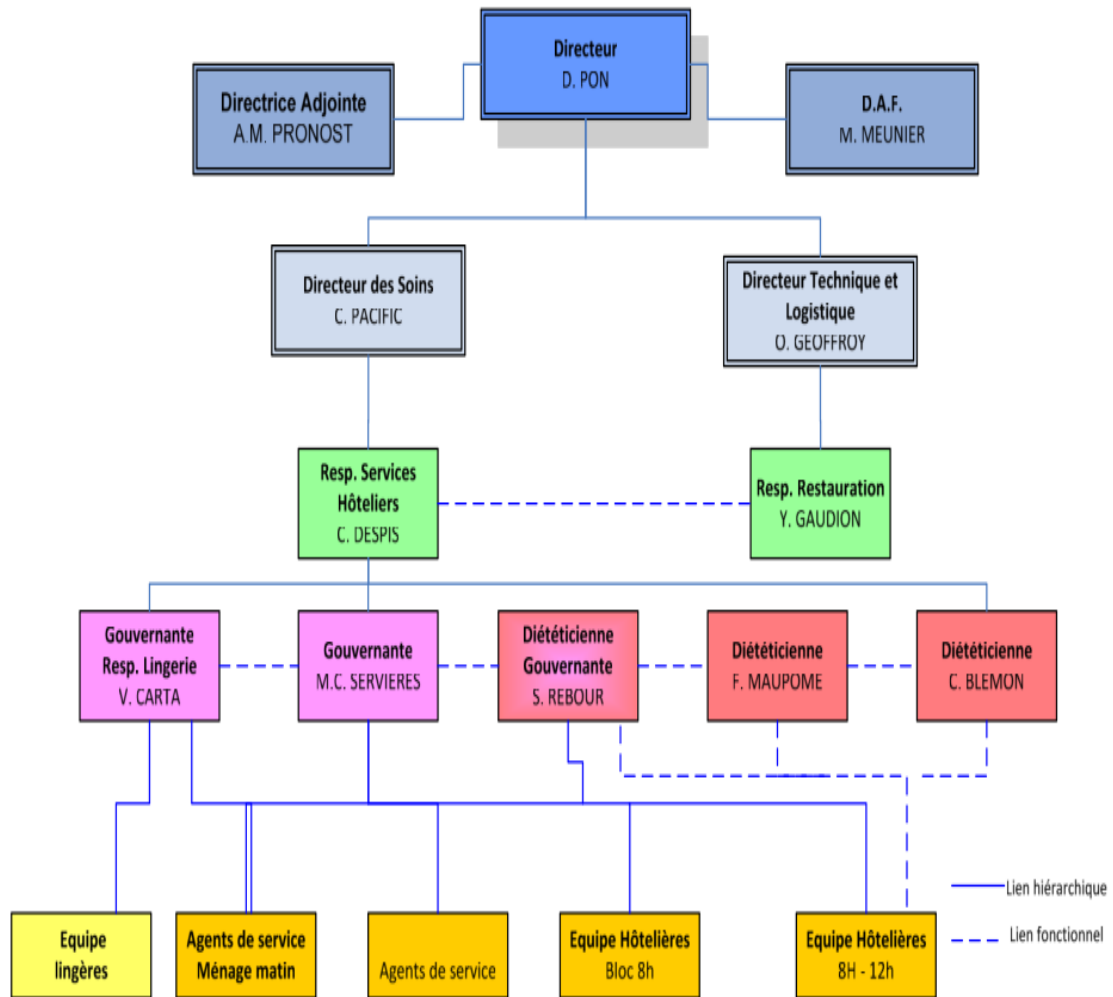 Directeur
D. PON
Directrice Adjointe
A.M. PRONOST
D.A.F.
M. MEUNIER
Directeur des Soins
C. PACIFIC
Directeur Technique et
Logistique
O. GEOFFROY
Resp. Services
Hôteliers
C. DESPIS
Resp. Restauration
Y. GAUDION
Gouvernante
Resp. Lingerie
V. CARTA
Gouvernante
M.C. SERVIERES
Diététicienne
Gouvernante
S. REBOUR
Diététicienne
F. MAUPOME
Diététicienne
C. BLEMON
Lien hiérarchique
Lien fonctionnel
Equipe
lingères
Agents de service
Ménage matin
Agents de service
Equipe Hôtelières
Bloc 8h
Equipe Hôtelières
8H - 12h